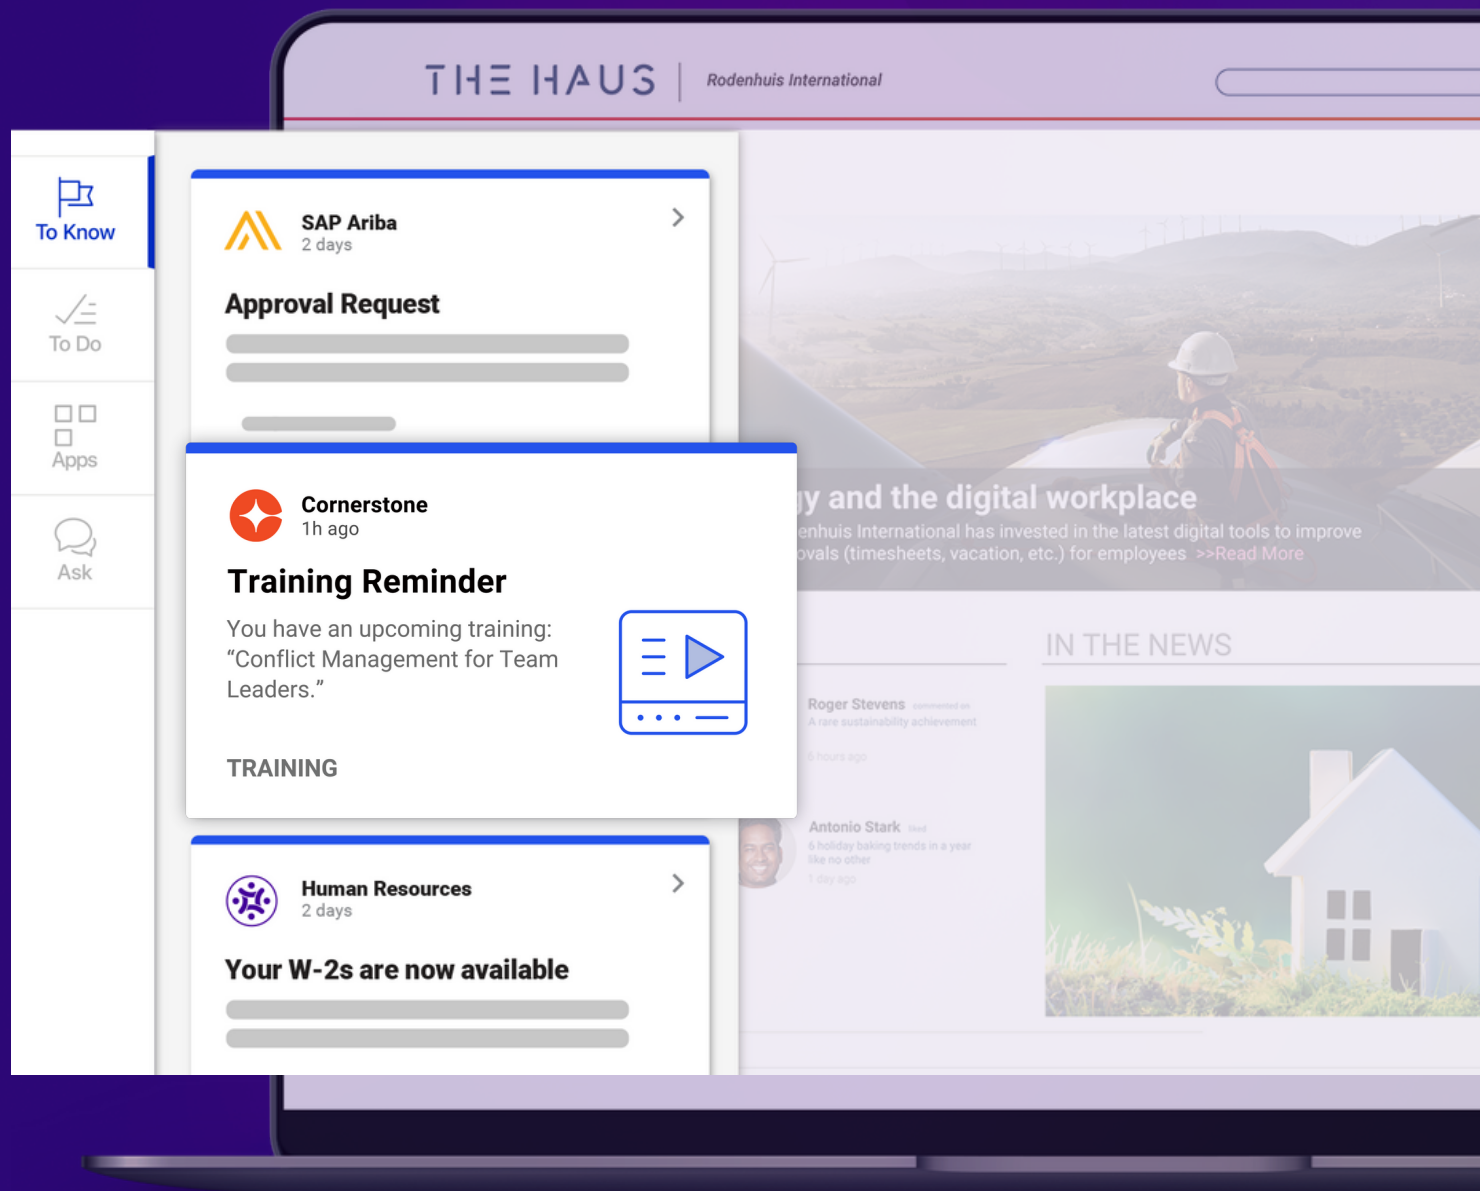 THE HAUS
Rodenhuis International
To Know
To Do
Apps
Ask
SAP Ariba
2 days
Approval Request
Cornerstone
1h ago
Training Reminder
You have an upcoming training:
“Conflict Management for Team
Leaders.”
TRAINING
Human Resources
2 days
Your W-2s are now available
gy and the digital workplace
enhuis International has invested in the latest digital tools to improve
ovals (timesheets, vacation, etc.) for employees >>Read More
IN THE NEWS
Roger Stevens commented on
A rare sustainability achievement
6 hours ago
Antonio Stark liked
6 holiday baking trends in a year
like no other
1 day ago